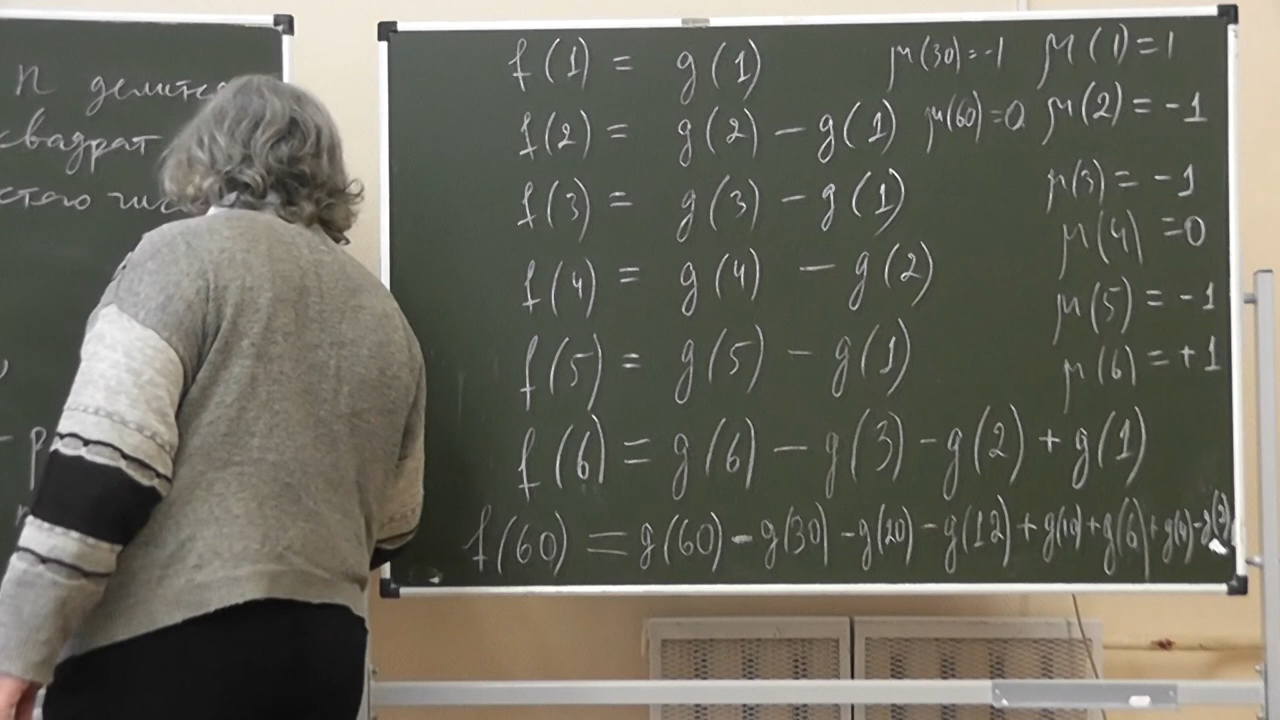 n делится
квадрат
f(1) = g(1) μ(30)=-1 μ(1)=1
f(2) = g(2) - g(1) μ(60)=0 μ(2)=-1
f(3) = g(3) - g(1) μ(3)=-1
f(4) = g(4) - g(2) μ(4)=0
f(5) = g(5) - g(1) μ(5)=-1
μ(6)=+1
f(6) = g(6) - g(3) - g(2) + g(1)
f(60) = g(60) - g(30) - g(20) - g(12) + g(10) + g(6) + g(4) - g(2)